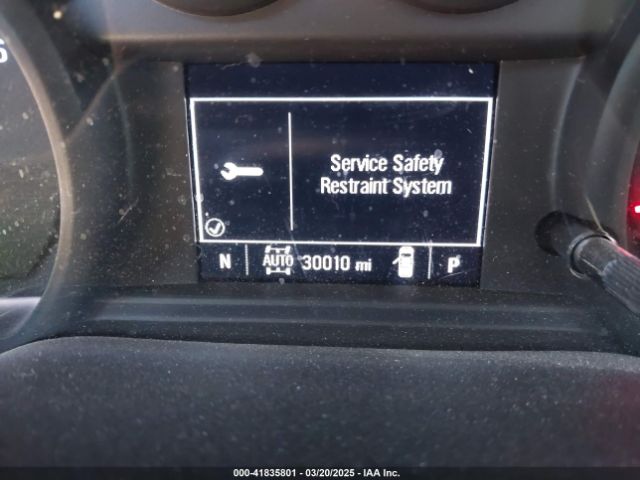 Service Safety
Restraint System
N AUTO 30010 mi P
000-41835801 - 03/20/2025 - IAA Inc.